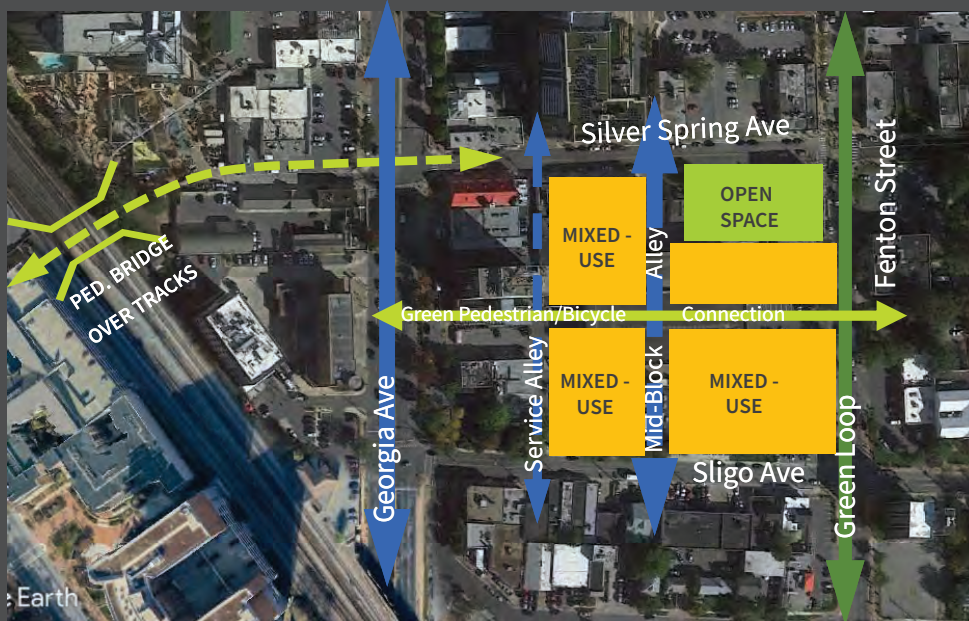 Silver Spring Ave
OPEN
SPACE
MIXED -
USE
Alley
Fenton Street
PED. BRIDGE
OVER TRACKS
Green Pedestrian/Bicycle Connection
Georgia Ave
Service Alley
MIXED -
USE
Mid-Block
MIXED -
USE
Green Loop
Sligo Ave
Earth